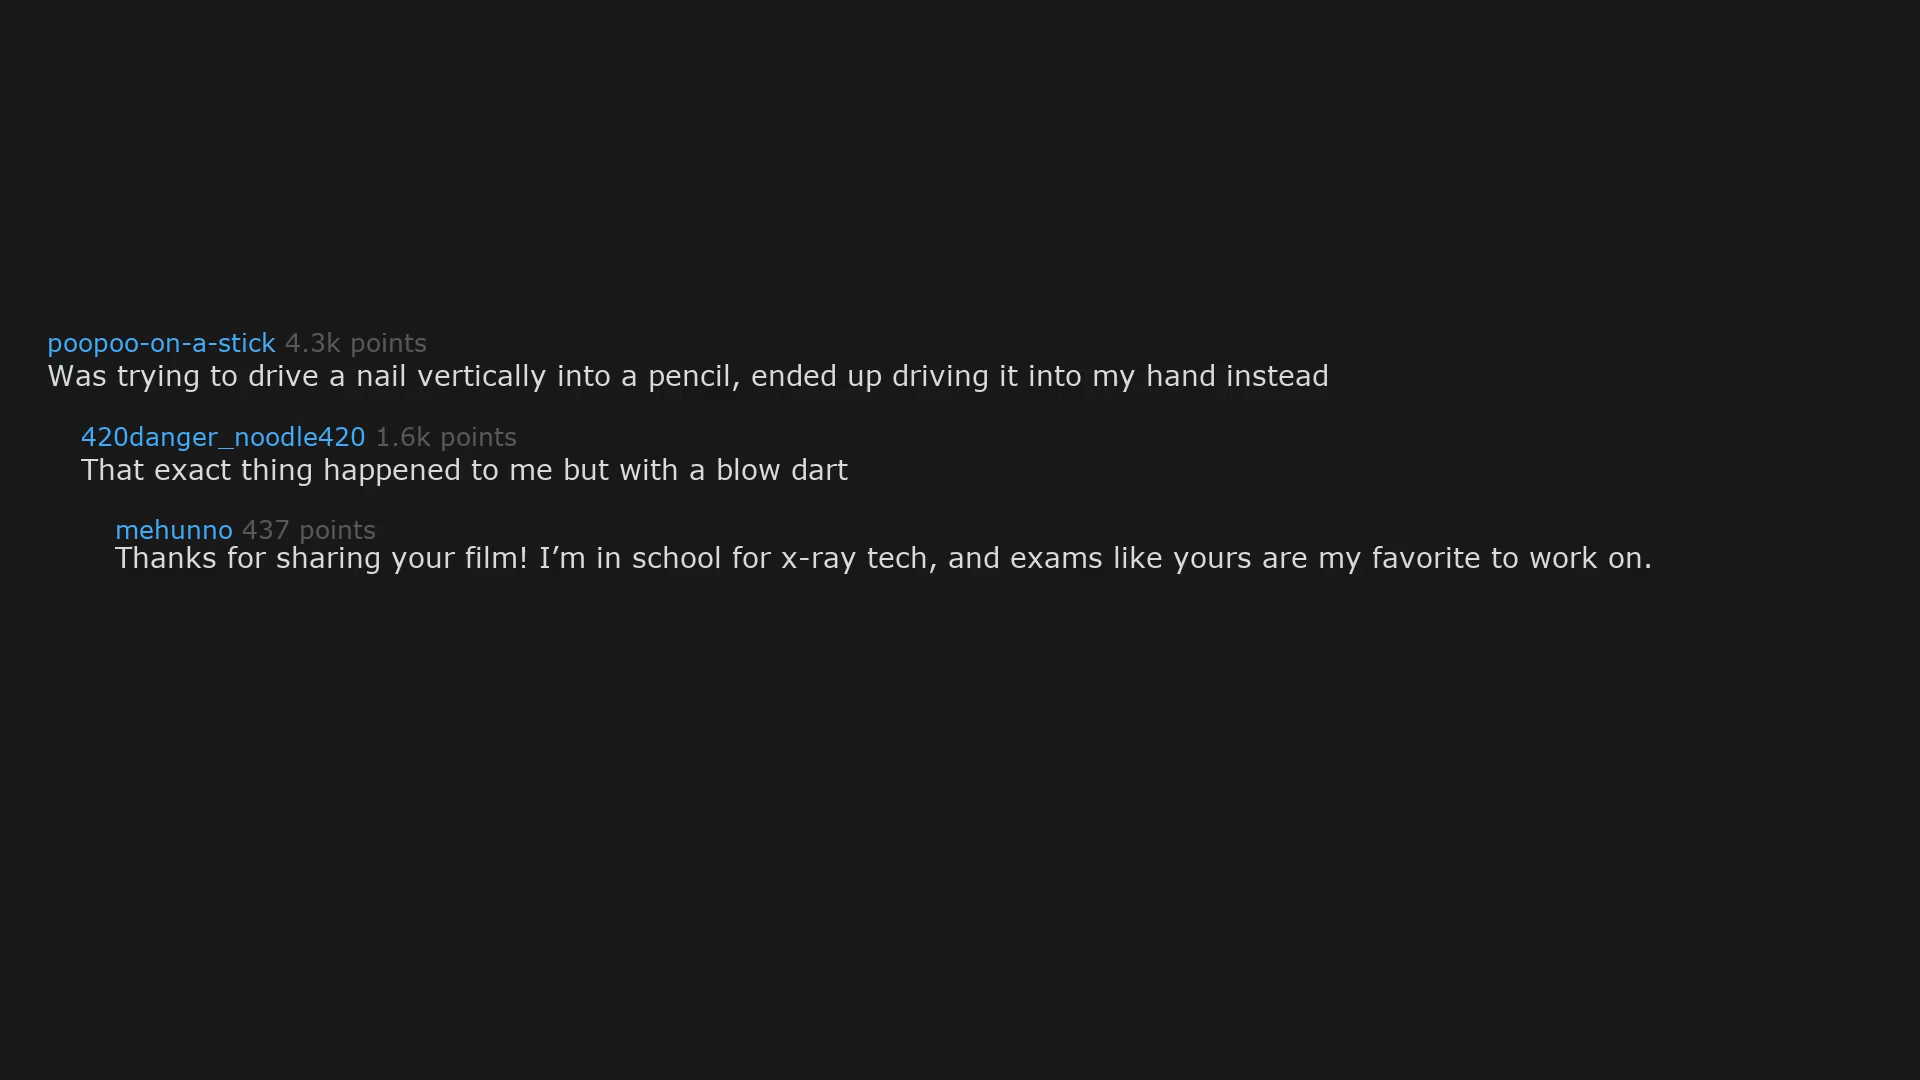 poopoo-on-a-stick 4.3k points
Was trying to drive a nail vertically into a pencil, ended up driving it into my hand instead
420danger_noodle420 1.6k points
That exact thing happened to me but with a blow dart
mehunno 437 points
Thanks for sharing your film! I’m in school for x-ray tech, and exams like yours are my favorite to work on.